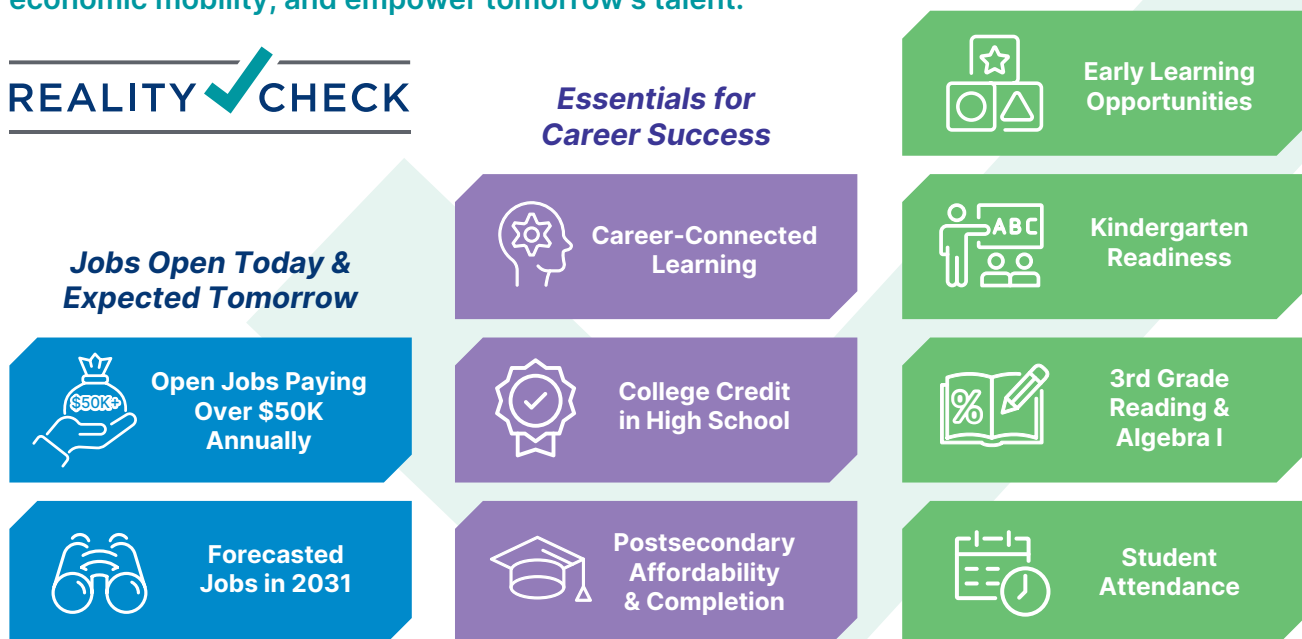 economic mobility, and empower tomorrow's talent.
REALITY CHECK
Jobs Open Today &
Expected Tomorrow
$50K+
Open Jobs Paying
Over $50K
Annually
Forecasted
Jobs in 2031
Essentials for
Career Success
Career-Connected
Learning
College Credit
in High School
Postsecondary
Affordability
& Completion
Early Learning
Opportunities
ABC
Kindergarten
Readiness
%
3rd Grade
Reading &
Algebra I
Student
Attendance